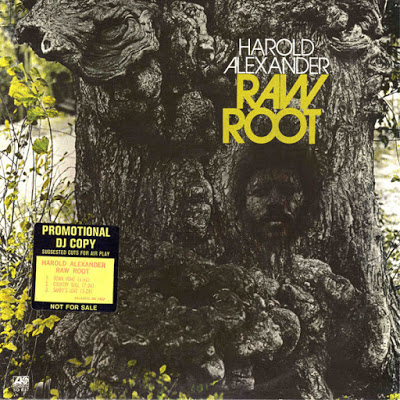 HAROLD
ALEXANDER
RAW
ROOT
PROMOTIONAL
DJ COPY
SUGGESTED CUTS FOR AIR PLAY
HAROLD ALEXANDER
RAW ROOT
NOT FOR SALE